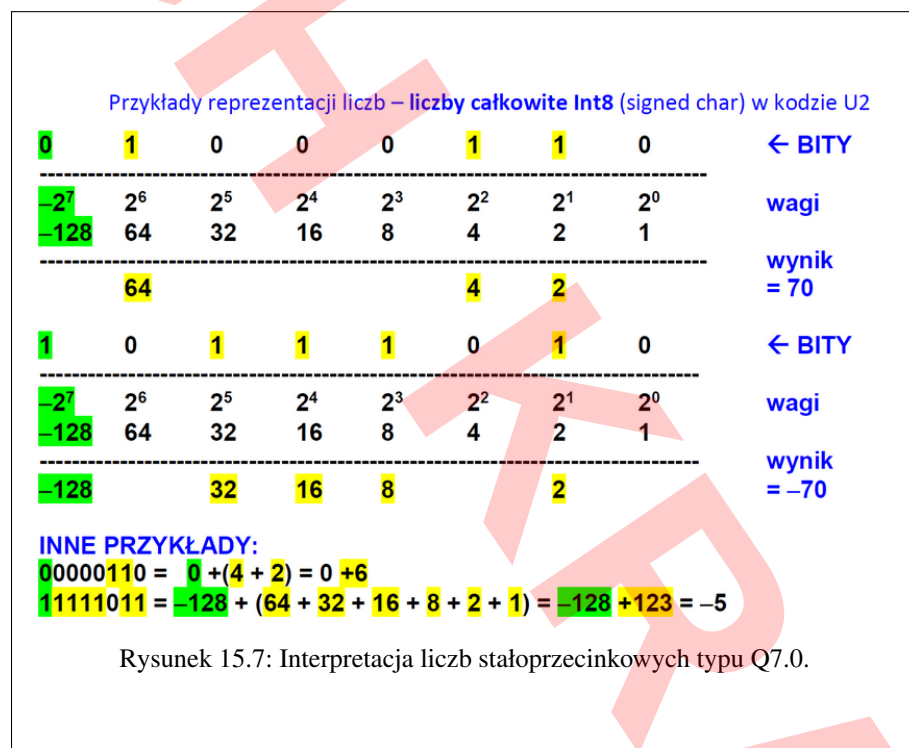 Przykłady reprezentacji liczb – liczby całkowite Int8 (signed char) w kodzie U2
0 1 0 0 0 1 1 0 ← BITY
–2⁷ 2⁶ 2⁵ 2⁴ 2³ 2² 2¹ 2⁰ wagi
–128 64 32 16 8 4 2 1
wynik
64 4 2 = 70
1 0 1 1 1 0 1 0 ← BITY
–2⁷ 2⁶ 2⁵ 2⁴ 2³ 2² 2¹ 2⁰ wagi
–128 64 32 16 8 4 2 1
wynik
–128 32 16 8 2 = –70
INNE PRZYKŁADY:
00000110 = 0 +(4 + 2) = 0 +6
11111011 = –128 + (64 + 32 + 16 + 8 + 2 + 1) = –128 +123 = –5
Rysunek 15.7: Interpretacja liczb stałoprzecinkowych typu Q7.0.